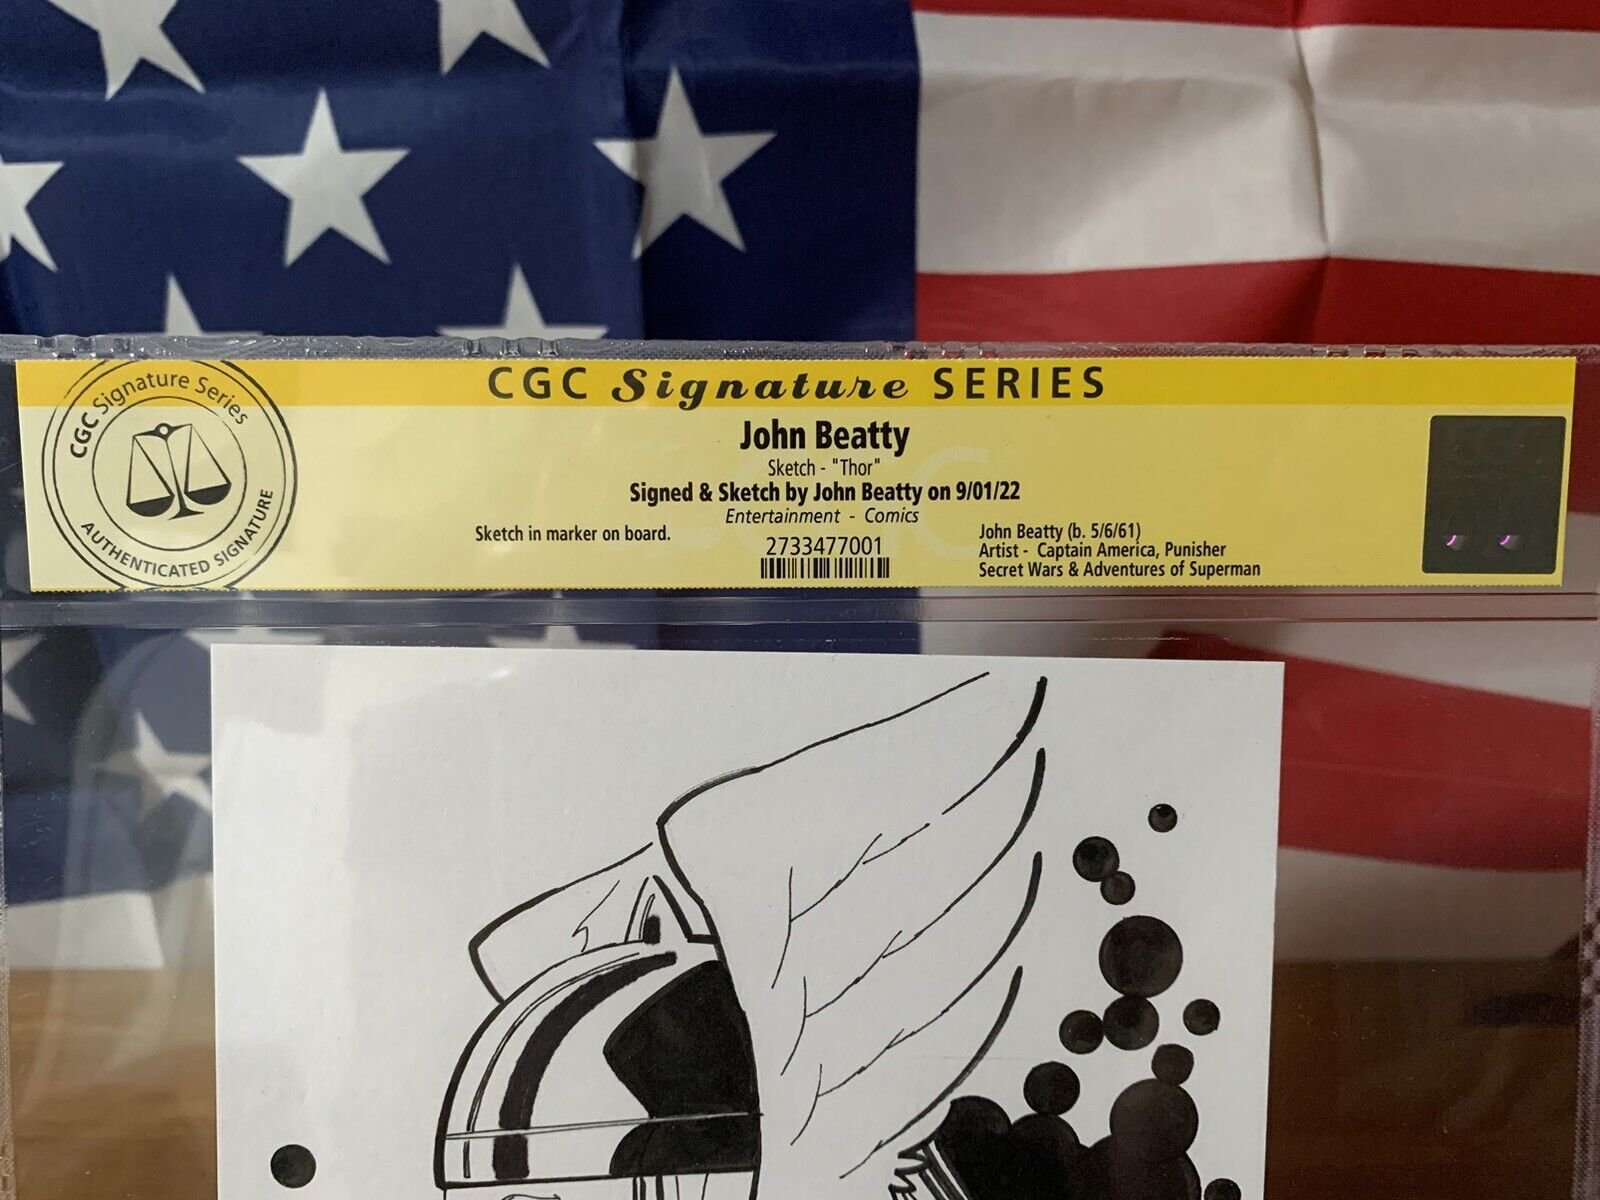 CGC Signature SERIES
CGC Signature Series
AUTHENTICATED SIGNATURE
John Beatty
Sketch - "Thor"
Signed & Sketch by John Beatty on 9/01/22
Entertainment - Comics
Sketch in marker on board.
2733477001
John Beatty (b. 5/6/61)
Artist - Captain America, Punisher
Secret Wars & Adventures of Superman